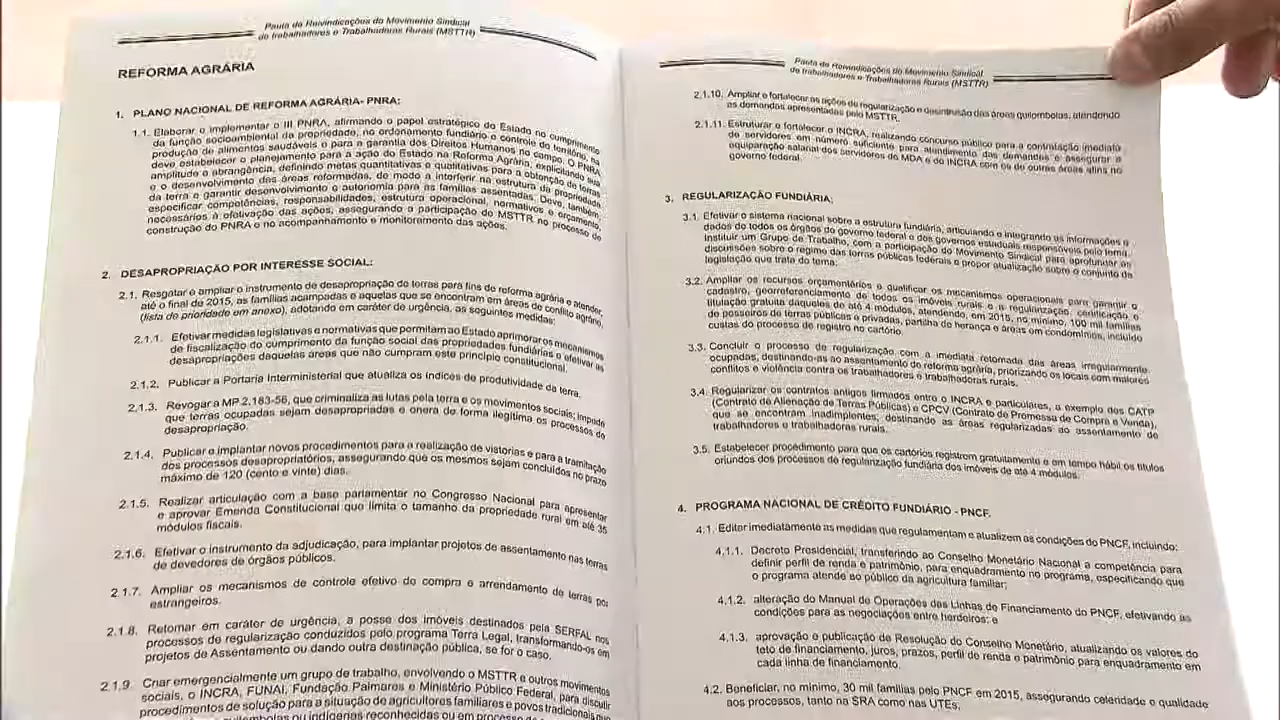 Pauta de Reivindicações do Movimento Sindical
de trabalhadores e Trabalhadoras Rurais (MSTTR)
REFORMA AGRÁRIA
1. PLANO NACIONAL DE REFORMA AGRÁRIA- PNRA:
1.1. Elaborar e implementar o III PNRA, afirmando o papel estratégico do Estado no cumprimento
da função socioambiental da propriedade, no ordenamento fundiário e controle do território, na
produção de alimentos saudáveis e para a garantia dos Direitos Humanos no campo. O PNRA
deve estabelecer o planejamento para a ação do Estado na Reforma Agrária, explicitando sua
amplitude e abrangência, definindo metas quantitativas e qualitativas para a obtenção de terras
e o desenvolvimento das áreas reformadas, de modo a interferir na estrutura da propriedade
da terra e garantir desenvolvimento e autonomia para as famílias assentadas. Deve, também,
especificar competências, responsabilidades, estrutura operacional, normativos e orçamento,
necessários à efetivação das ações, assegurando a participação do MSTTR no processo de
construção do PNRA e no acompanhamento e monitoramento das ações.
2. DESAPROPRIAÇÃO POR INTERESSE SOCIAL:
2.1. Resgatar e ampliar o instrumento de desapropriação de terras para fins de reforma agrária e atender,
até o final de 2015, as famílias acampadas e aquelas que se encontram em áreas de conflito agrário,
(lista de prioridade em anexo), adotando em caráter de urgência, as seguintes medidas:
2.1.1. Efetivar medidas legislativas e normativas que permitam ao Estado aprimorar os mecanismos
de fiscalização do cumprimento da função social das propriedades fundiárias e efetivar as
desapropriações daquelas áreas que não cumpram este princípio constitucional.
2.1.2. Publicar a Portaria Interministerial que atualiza os índices de produtividade da terra.
2.1.3. Revogar a MP 2.183-56, que criminaliza as lutas pela terra e os movimentos sociais; impede
que terras ocupadas sejam desapropriadas e onera de forma ilegítima os processos de
desapropriação.
2.1.4. Publicar e implantar novos procedimentos para a realização de vistorias e para a tramitação
dos processos desapropriatórios, assegurando que os mesmos sejam concluídos no prazo
máximo de 120 (cento e vinte) dias.
2.1.5. Realizar articulação com a base parlamentar no Congresso Nacional para apresentar
e aprovar Emenda Constitucional que limita o tamanho da propriedade rural em até 35
módulos fiscais.
2.1.6. Efetivar o instrumento da adjudicação, para implantar projetos de assentamento nas terras
de devedores de órgãos públicos.
2.1.7. Ampliar os mecanismos de controle efetivo de compra e arrendamento de terras por
estrangeiros.
2.1.8. Retomar em caráter de urgência, a posse dos imóveis destinados pela SERFAL nos
processos de regularização conduzidos pelo programa Terra Legal, transformando-os em
projetos de Assentamento ou dando outra destinação pública, se for o caso.
2.1.9. Criar emergencialmente um grupo de trabalho, envolvendo o MSTTR e outros movimentos
sociais, o INCRA, FUNAI, Fundação Palmares e Ministério Público Federal, para discutir
procedimentos de solução para a situação de agricultores familiares e povos tradicionais que
quilombolas ou indígenas reconhecidas ou em processo de
Pauta de Reivindicações do Movimento Sindical
de trabalhadores e Trabalhadoras Rurais (MSTTR)
2.1.10. Ampliar e fortalecer as ações de regularização e desintrusão das áreas quilombolas, atendendo
as demandas apresentadas pelo MSTTR.
2.1.11. Estruturar e fortalecer o INCRA, realizando concurso público para a contratação imediata
de servidores em número suficiente para atendimento das demandas e assegurar a
equiparação salarial dos servidores do MDA e do INCRA com os de outras áreas afins no
governo federal.
3. REGULARIZAÇÃO FUNDIÁRIA:
3.1. Efetivar o sistema nacional sobre a estrutura fundiária, articulando e integrando as informações e
dados de todos os órgãos do governo federal e dos governos estaduais responsáveis pelo tema.
Instituir um Grupo de Trabalho, com a participação do Movimento Sindical para aprofundar as
discussões sobre o regime das terras públicas federais e propor atualização sobre o conjunto da
legislação que trata do tema;
3.2. Ampliar os recursos orçamentários e qualificar os mecanismos operacionais para garantir o
cadastro, georreferenciamento de todos os imóveis rurais e a regularização, certificação e
titulação gratuita daqueles de até 4 módulos, atendendo, em 2015, no mínimo, 100 mil famílias
de posseiros de terras públicas e privadas, partilha de herança e áreas em condomínios, incluído
custas do processo de registro no cartório.
3.3. Concluir o processo de regularização com a imediata retomada das áreas irregularmente
ocupadas, destinando-as ao assentamento de reforma agrária, priorizando os locais com maiores
conflitos e violência contra os trabalhadores e trabalhadoras rurais.
3.4. Regularizar os contratos antigos firmados entre o INCRA e particulares, a exemplo dos CATP
(Contrato de Alienação de Terras Públicas) e CPCV (Contrato de Promessa de Compra e Venda),
que se encontram inadimplentes, destinando as áreas regularizadas ao assentamento de
trabalhadores e trabalhadoras rurais.
3.5. Estabelecer procedimento para que os cartórios registrem gratuitamente e em tempo hábil os títulos
oriundos dos processos de regularização fundiária dos imóveis de até 4 módulos.
4. PROGRAMA NACIONAL DE CRÉDITO FUNDIÁRIO - PNCF.
4.1. Editar imediatamente as medidas que regulamentam e atualizem as condições do PNCF, incluindo:
4.1.1. Decreto Presidencial, transferindo ao Conselho Monetário Nacional a competência para
definir perfil de renda e patrimônio, para enquadramento no programa, especificando que
o programa atende ao público da agricultura familiar;
4.1.2. alteração do Manual de Operações das Linhas de Financiamento do PNCF, efetivando as
condições para as negociações entre herdeiros: e
4.1.3. aprovação e publicação de Resolução do Conselho Monetário, atualizando os valores do
teto de financiamento, juros, prazos, perfil de renda e patrimônio para enquadramento em
cada linha de financiamento.
4.2. Beneficiar, no mínimo, 30 mil famílias pelo PNCF em 2015, assegurando celeridade e qualidade
aos processos, tanto na SRA como nas UTEs;